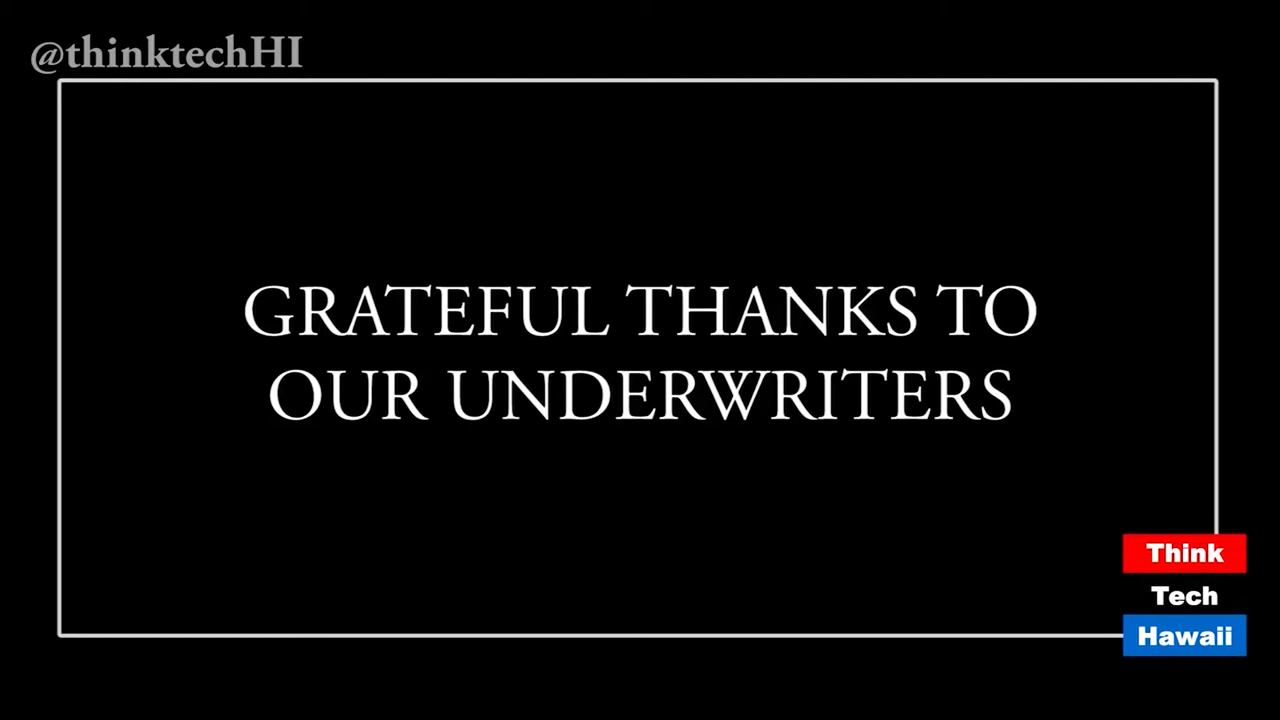 @thinktechHI
GRATEFUL THANKS TO
OUR UNDERWRITERS
Think
Tech
Hawaii